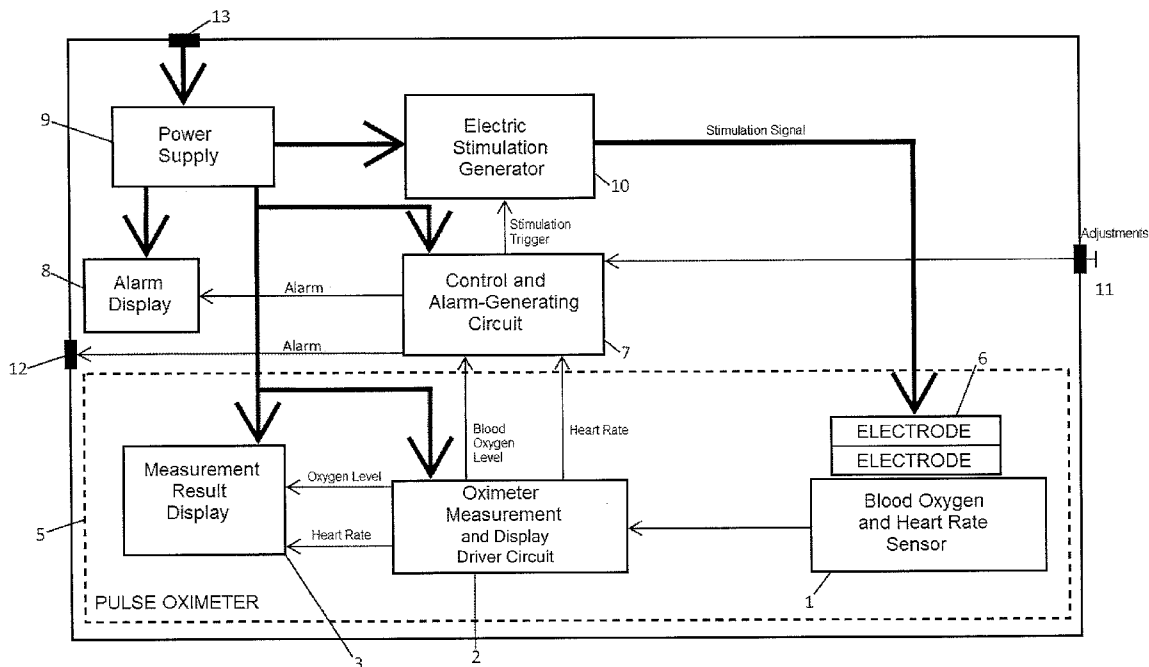 13
9
Power
Supply
Electric
Stimulation
Generator
10
Stimulation Signal
Stimulation
Trigger
Adjustments
11
8
Alarm
Display
Alarm
Control and
Alarm-Generating
Circuit
7
12
Alarm
6
ELECTRODE
ELECTRODE
Blood
Oxygen
Level
Heart Rate
Measurement
Result
Display
Oxygen Level
Heart Rate
Oximeter
Measurement
and Display
Driver Circuit
Blood Oxygen
and Heart Rate
Sensor
5
PULSE OXIMETER
1
3
2